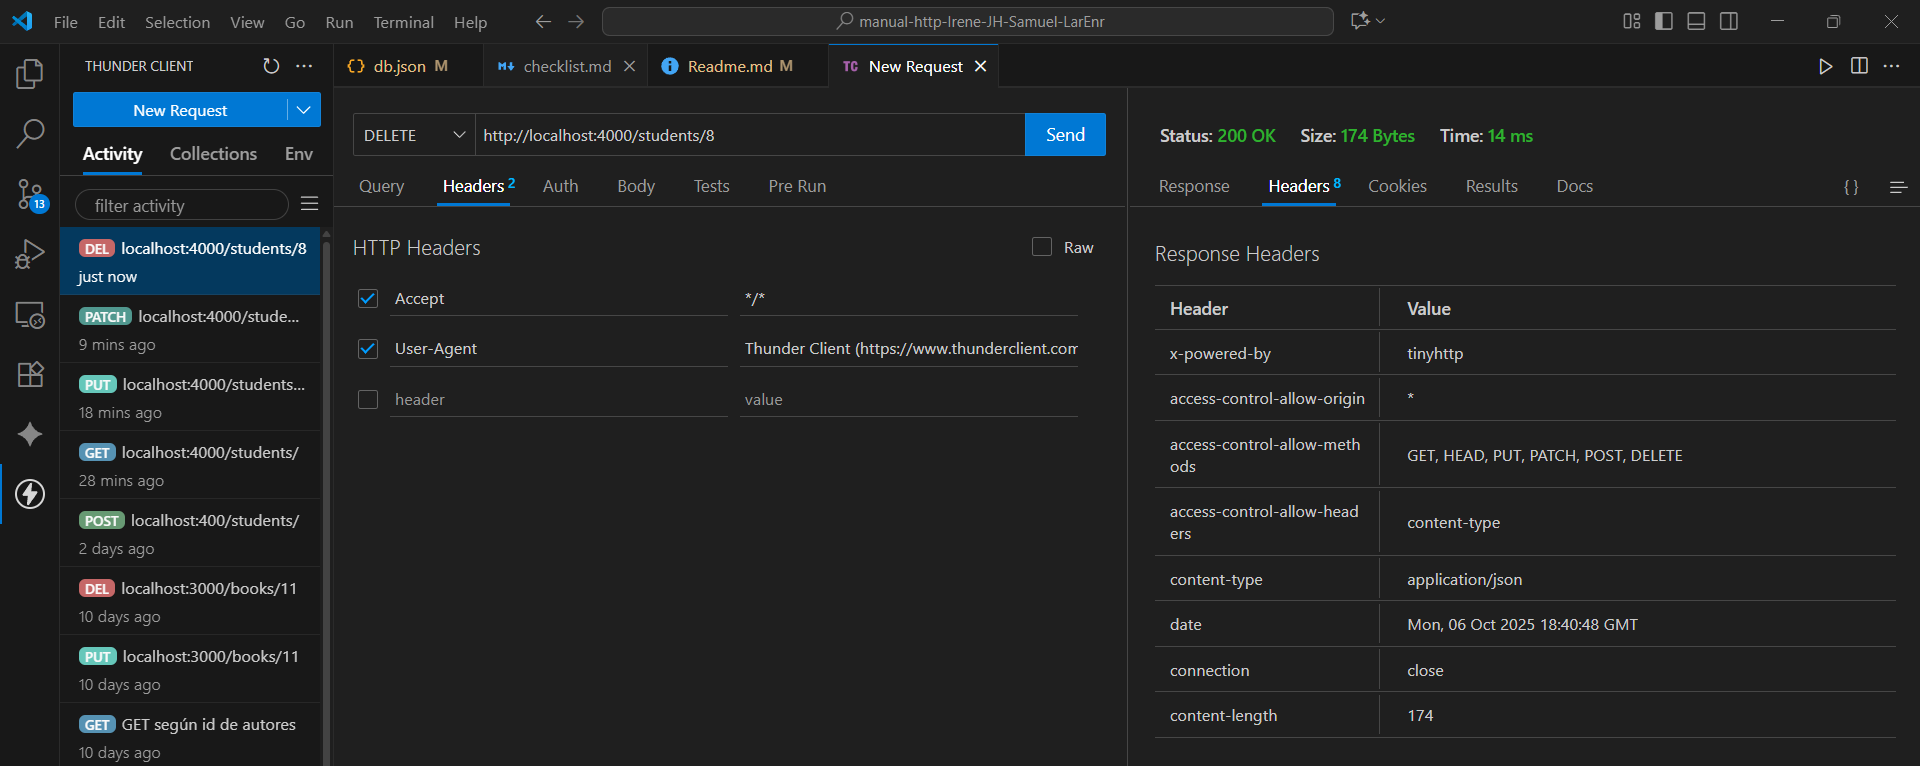 File Edit Selection View Go Run Terminal Help
manual-http-Irene-JH-Samuel-LarEnr
THUNDER CLIENT
New Request
Activity Collections Env
filter activity
13
DEL localhost:4000/students/8
just now
PATCH localhost:4000/stude...
9 mins ago
PUT localhost:4000/students...
18 mins ago
GET localhost:4000/students/
28 mins ago
POST localhost:400/students/
2 days ago
DEL localhost:3000/books/11
10 days ago
PUT localhost:3000/books/11
10 days ago
GET GET según id de autores
10 days ago
{} db.json M
M checklist.md
i Readme.md M
TC New Request
DELETE http://localhost:4000/students/8 Send
Query Headers 2 Auth Body Tests Pre Run
HTTP Headers Raw
Accept */*
User-Agent Thunder Client (https://www.thunderclient.com
header value
Status: 200 OK Size: 174 Bytes Time: 14 ms
Response Headers 8 Cookies Results Docs {}
Response Headers
Header Value
x-powered-by tinyhttp
access-control-allow-origin *
access-control-allow-meth
ods
GET, HEAD, PUT, PATCH, POST, DELETE
access-control-allow-head
ers
content-type
content-type application/json
date Mon, 06 Oct 2025 18:40:48 GMT
connection close
content-length 174